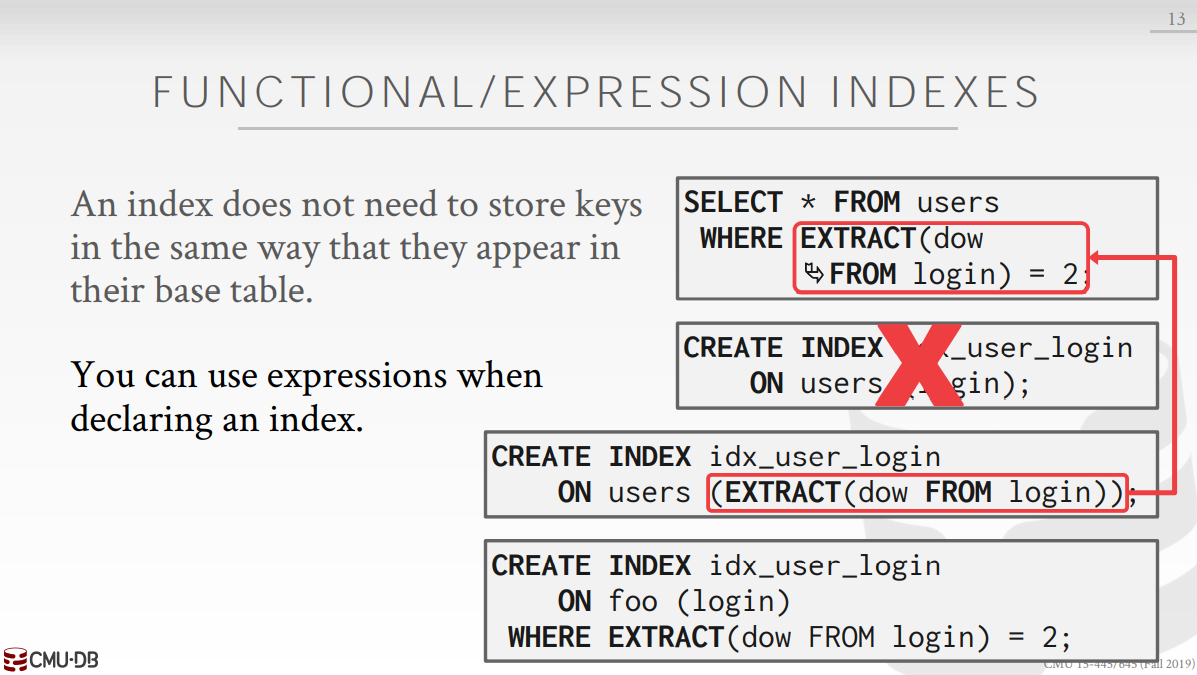 13
FUNCTIONAL/EXPRESSION INDEXES
An index does not need to store keys
in the same way that they appear in
their base table.
You can use expressions when
declaring an index.
SELECT * FROM users
WHERE EXTRACT(dow
FROM login) = 2;
CREATE INDEX _user_login
ON users gin);
CREATE INDEX idx_user_login
ON users (EXTRACT(dow FROM login));
CREATE INDEX idx_user_login
ON foo (login)
WHERE EXTRACT(dow FROM login) = 2;
CMU·DB
CMU 15-445/645 (Fall 2019)